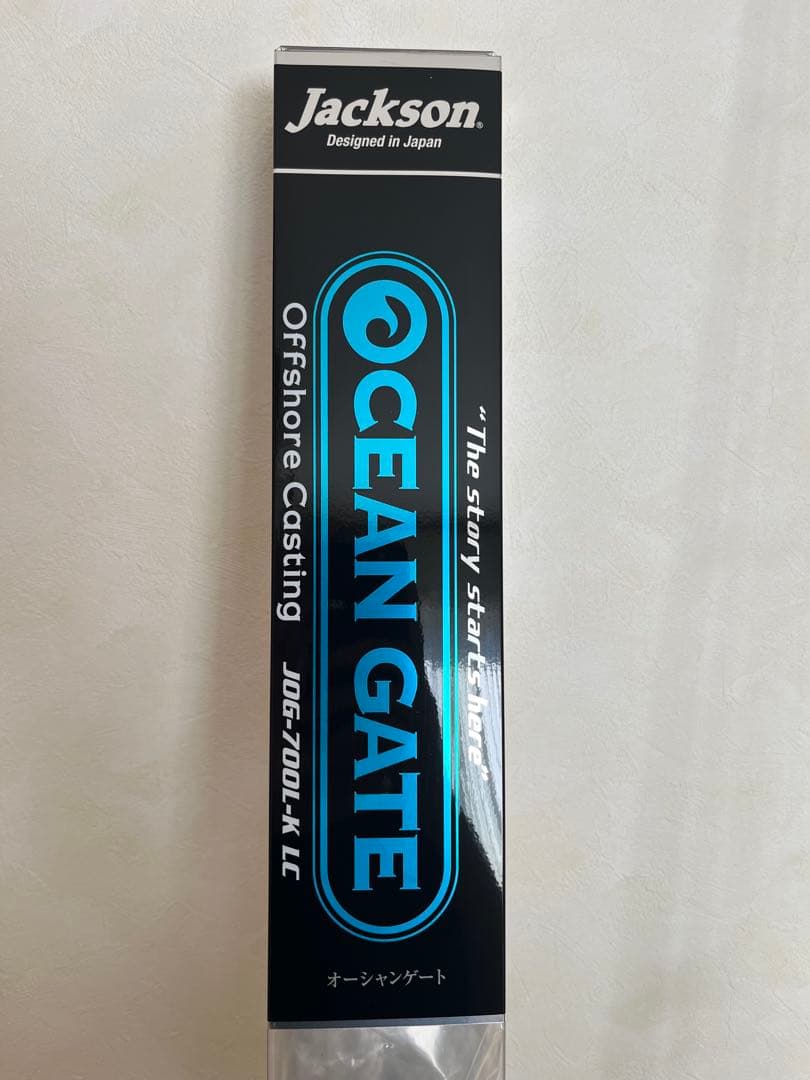 Jackson®
Designed in Japan
"The story starts here"
OCEAN GATE
Offshore Casting JOG-700L-K LC
オーシャンゲート